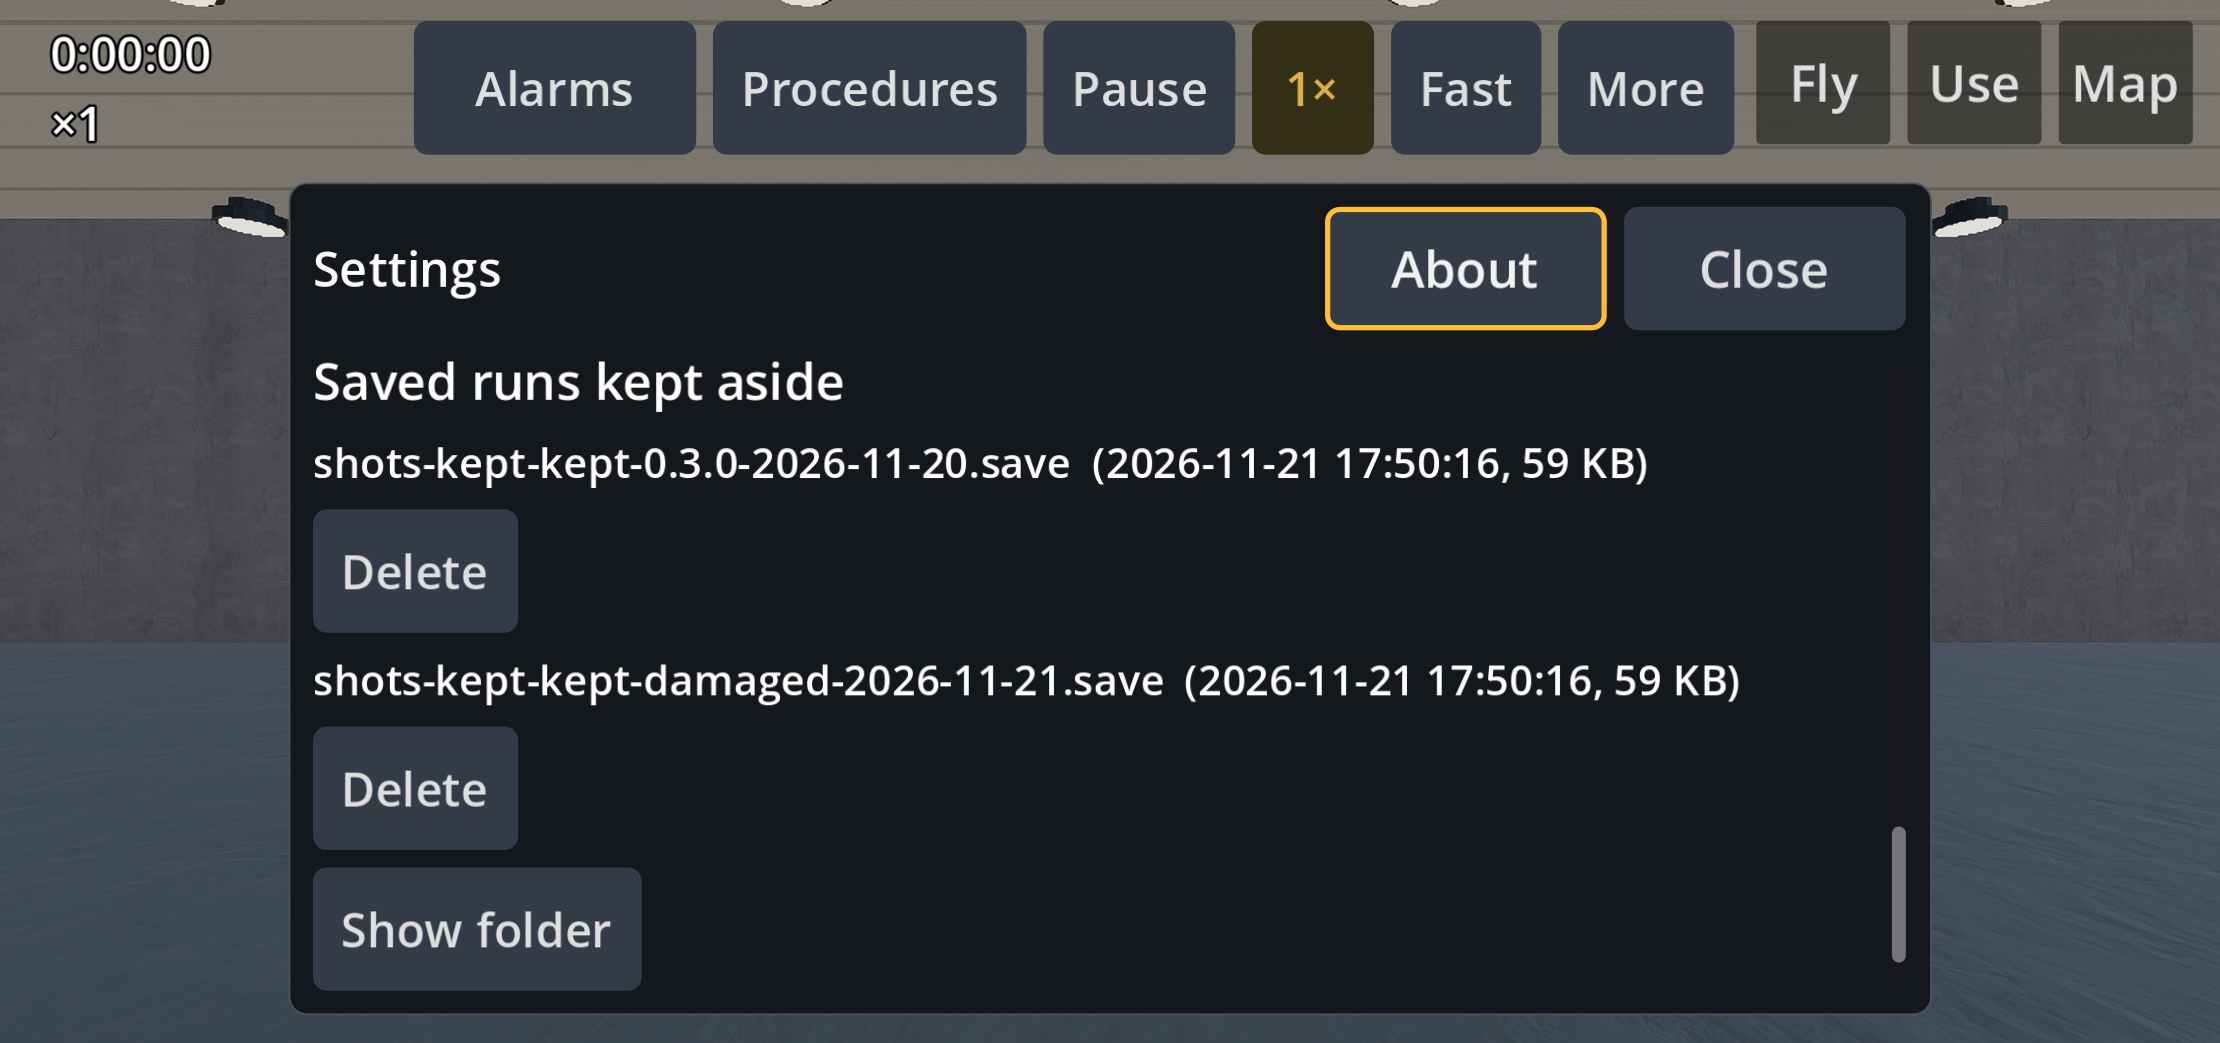 0:00:00
×1
Alarms Procedures Pause 1× Fast More Fly Use Map
Settings About Close
Saved runs kept aside
shots-kept-kept-0.3.0-2026-11-20.save (2026-11-21 17:50:16, 59 KB)
Delete
shots-kept-kept-damaged-2026-11-21.save (2026-11-21 17:50:16, 59 KB)
Delete
Show folder